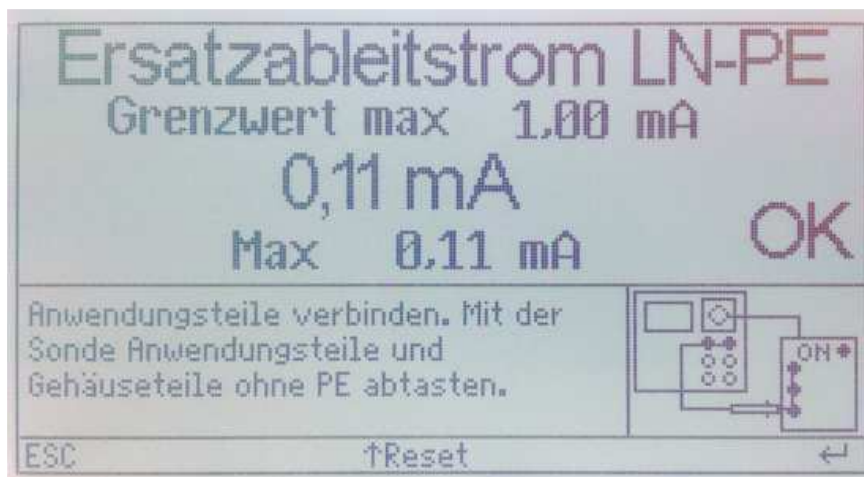 Ersatzableitstrom LN-PE
Grenzwert max 1,00 mA
0,11 mA
OK
Max 0,11 mA
Anwendungsteile verbinden. Mit der
Sonde Anwendungsteile und
Gehäuseteile ohne PE abtasten.
ON
ESC ↑Reset ↵